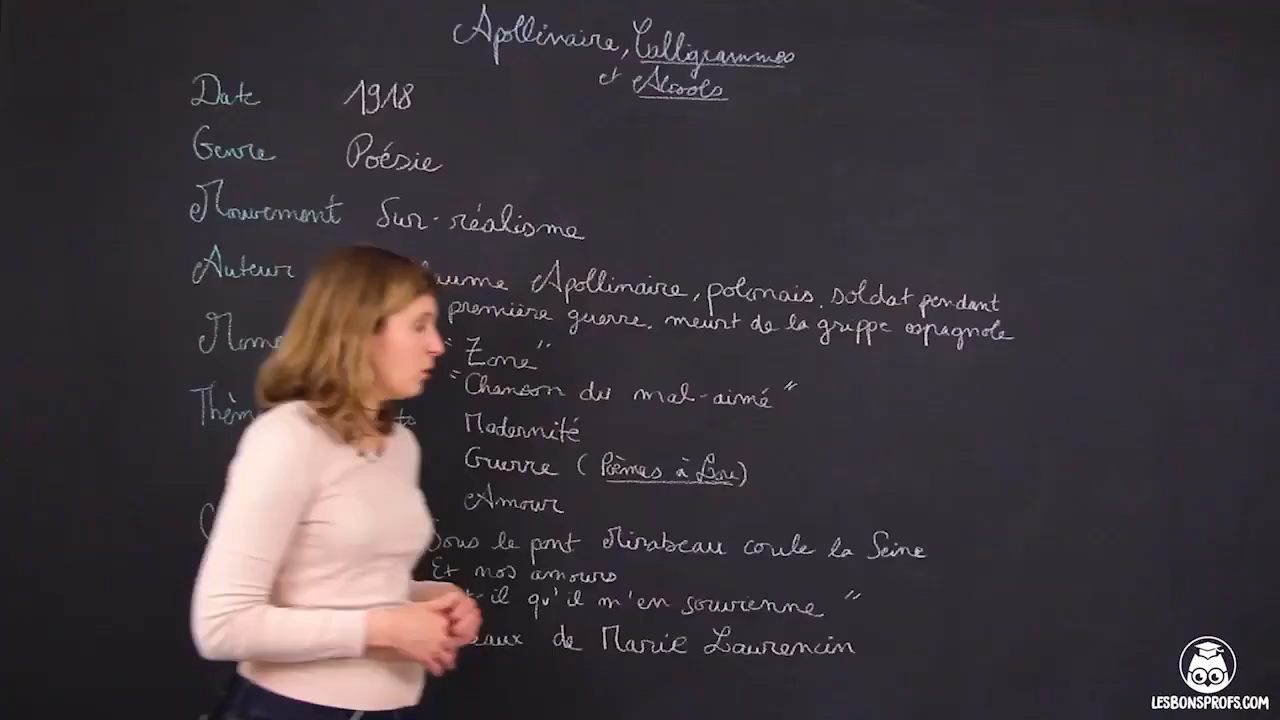 Apollinaire, Calligrammes
et Alcools
Date 1918
Genre Poésie
Mouvement Sur-réalisme
Auteur Apollinaire, polonais. soldat pendant
première guerre. meurt de la grippe espagnole
"Zone"
"Chanson du mal-aimé"
Modernité
Guerre (Poèmes à Lou)
Amour
Sous le pont Mirabeau coule la Seine
Et nos amours
qu'il m'en souvienne"
de Marie Laurencin
LESBONSPROFS.COM